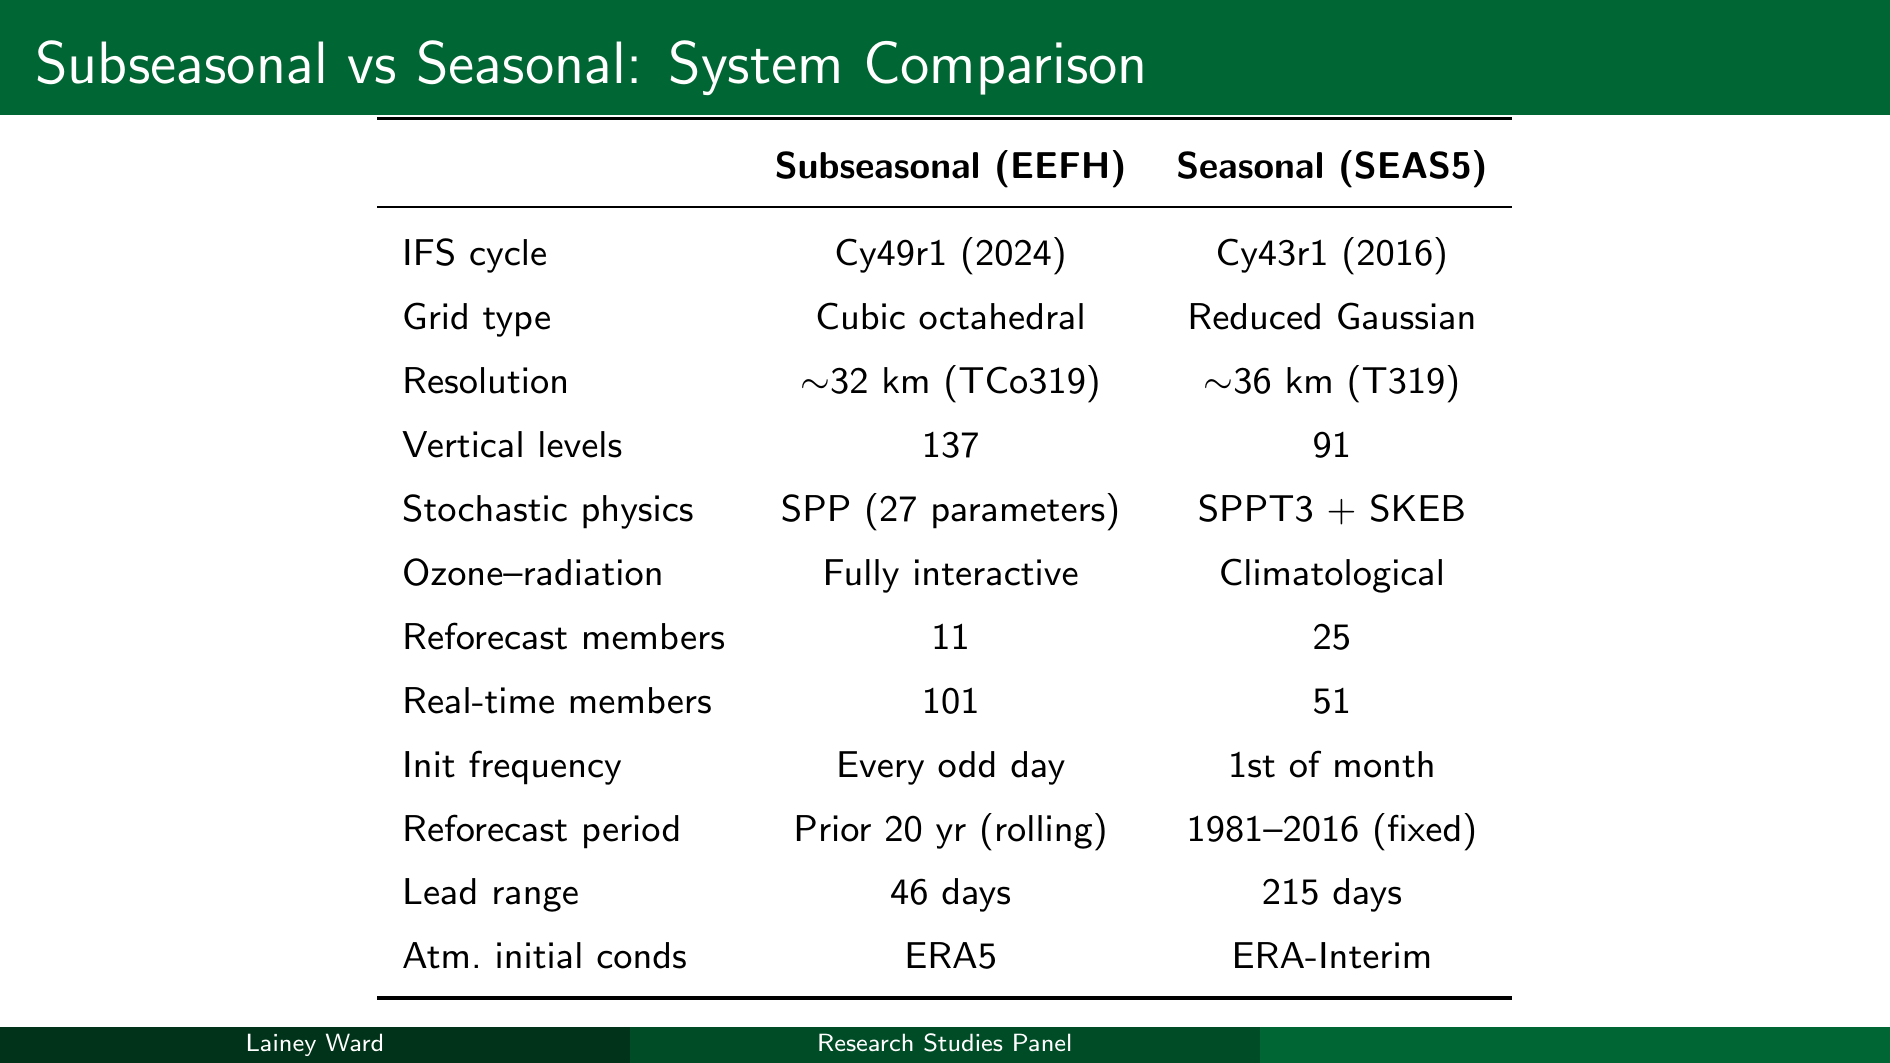 Subseasonal vs Seasonal: System Comparison
Subseasonal (EEFH) Seasonal (SEAS5)
IFS cycle Cy49r1 (2024) Cy43r1 (2016)
Grid type Cubic octahedral Reduced Gaussian
Resolution ∼32 km (TCo319) ∼36 km (T319)
Vertical levels 137 91
Stochastic physics SPP (27 parameters) SPPT3 + SKEB
Ozone–radiation Fully interactive Climatological
Reforecast members 11 25
Real-time members 101 51
Init frequency Every odd day 1st of month
Reforecast period Prior 20 yr (rolling) 1981–2016 (fixed)
Lead range 46 days 215 days
Atm. initial conds ERA5 ERA-Interim
Lainey Ward Research Studies Panel